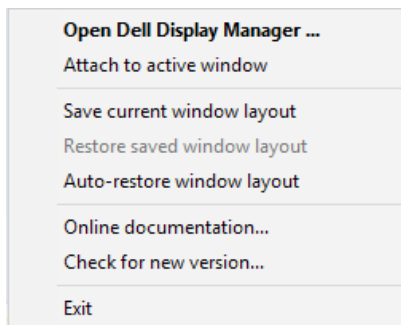 Open Dell Display Manager ...
Attach to active window
Save current window layout
Restore saved window layout
Auto-restore window layout
Online documentation...
Check for new version...
Exit